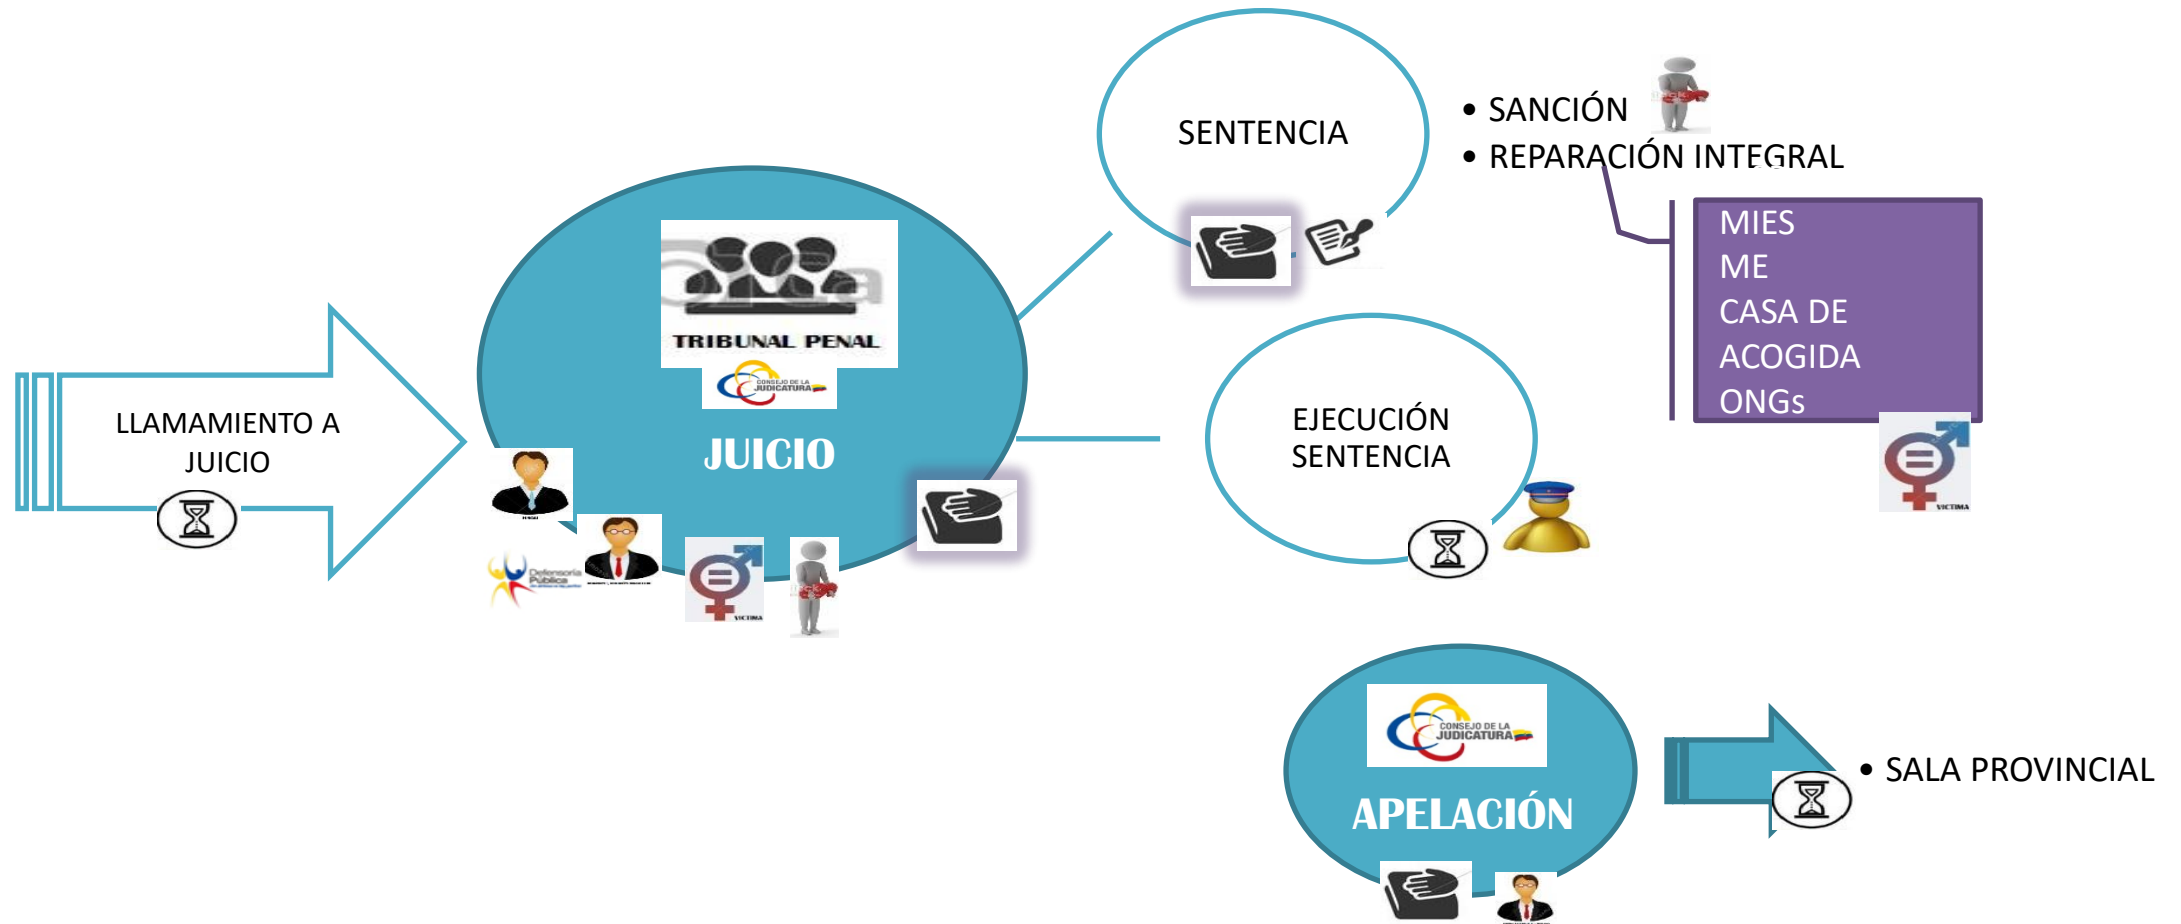 LLAMAMIENTO A
JUICIO
TRIBUNAL PENAL
CONSEJO DE LA
JUDICATURA
JUICIO
Defensoría
Pública
VICTIMA
SENTENCIA
• SANCIÓN
• REPARACIÓN INTEGRAL
MIES
ME
CASA DE
ACOGIDA
ONGs
VICTIMA
EJECUCIÓN
SENTENCIA
CONSEJO DE LA
JUDICATURA
APELACIÓN
• SALA PROVINCIAL